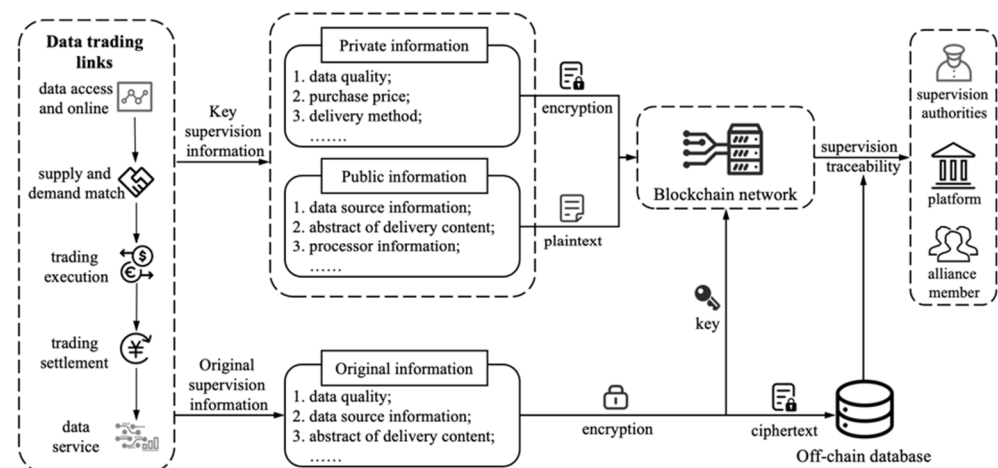 Data trading
links
data access
and online
supply and
demand match
trading
execution
trading
settlement
data
service
Key
supervision
information
Original
supervision
information
Private information
1. data quality;
2. purchase price;
3. delivery method;
.......
Public information
1. data source information;
2. abstract of delivery content;
3. processor information;
......
Original information
1. data quality;
2. data source information;
3. abstract of delivery content;
......
encryption
plaintext
Blockchain network
key
encryption
ciphertext
Off-chain database
supervision
traceability
supervision
authorities
platform
alliance
member